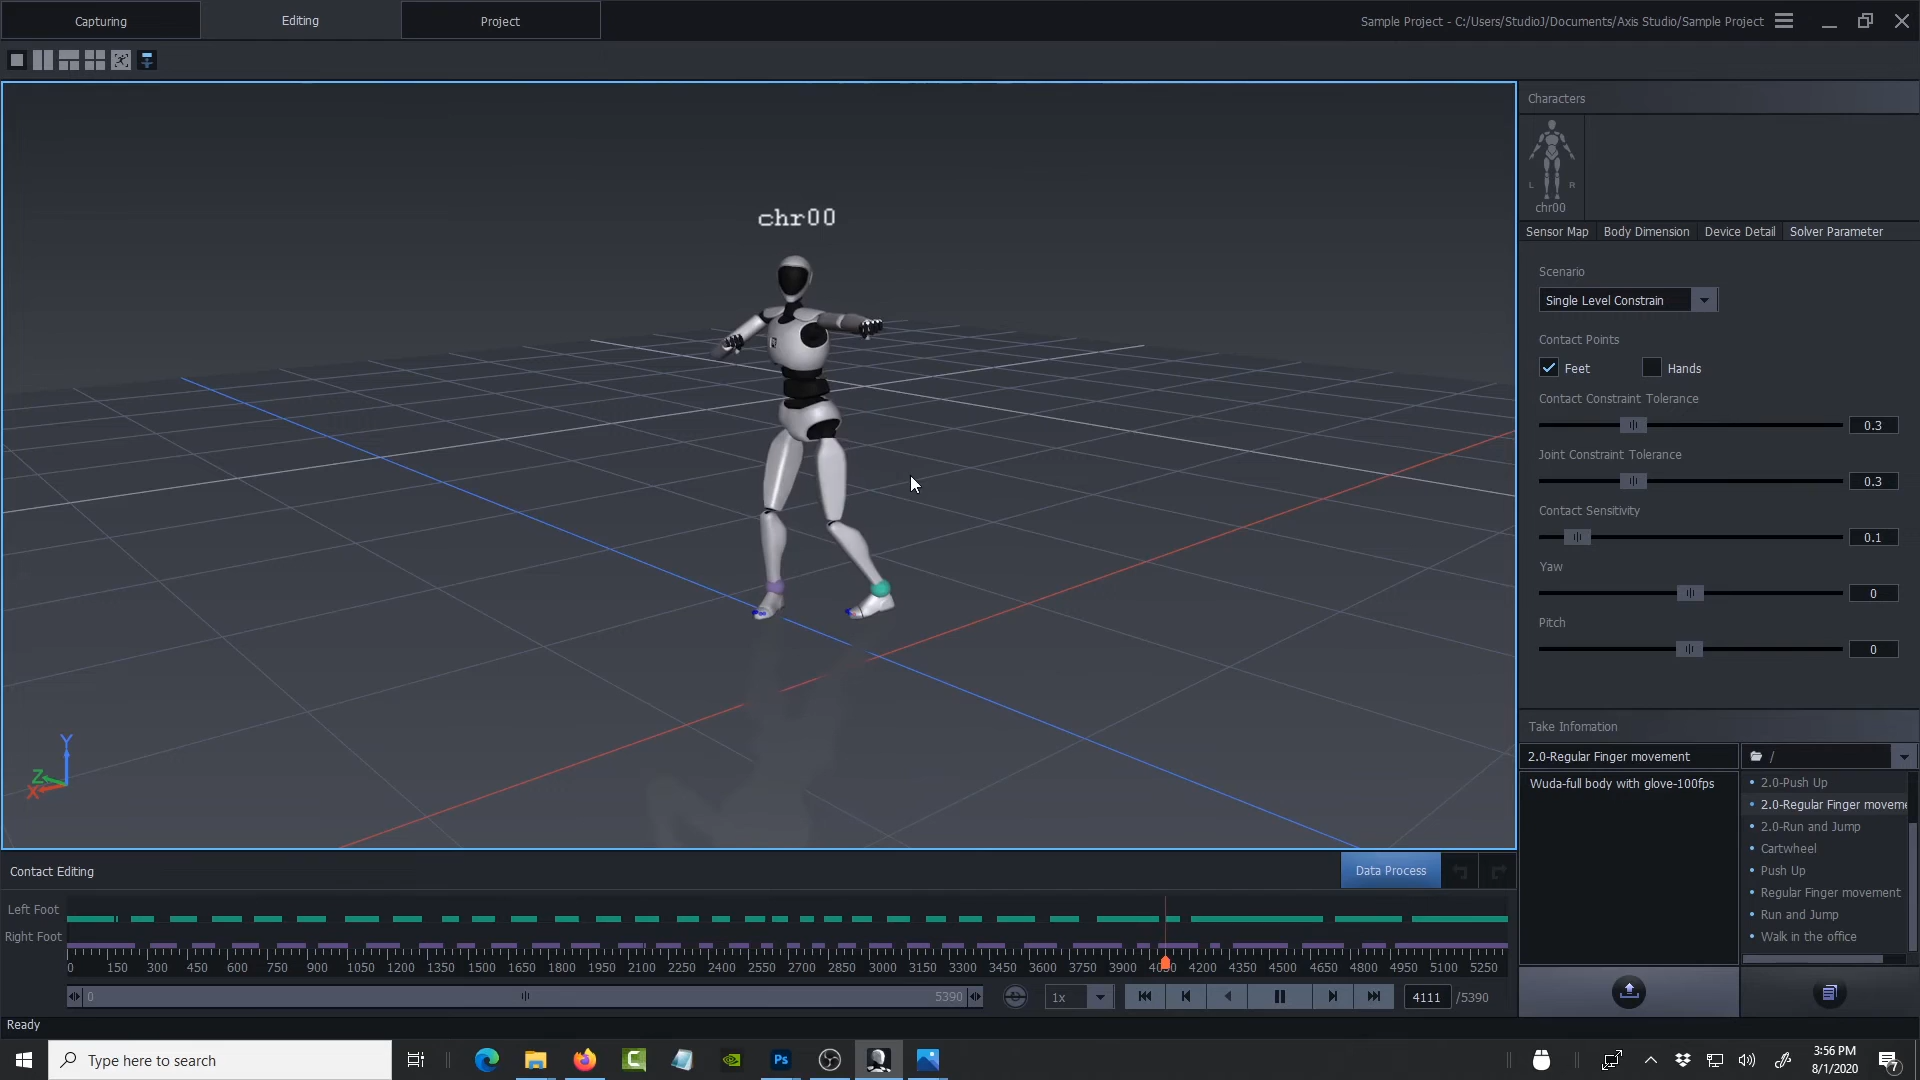 Capturing
Editing
Project
Sample Project - C:/Users/StudioJ/Documents/Axis Studio/Sample Project
chr00
Y
Z
X
Characters
L R
chr00
Sensor Map
Body Dimension
Device Detail
Solver Parameter
Scenario
Single Level Constrain
Contact Points
Feet
Hands
Contact Constraint Tolerance
0.3
Joint Constraint Tolerance
0.3
Contact Sensitivity
0.1
Yaw
0
Pitch
0
Take Infomation
2.0-Regular Finger movement
/
Wuda-full body with glove-100fps
2.0-Push Up
2.0-Regular Finger moveme
2.0-Run and Jump
Cartwheel
Push Up
Regular Finger movement
Run and Jump
Walk in the office
Contact Editing
Data Process
Left Foot
Right Foot
0 150 300 450 600 750 900 1050 1200 1350 1500 1650 1800 1950 2100 2250 2400 2550 2700 2850 3000 3150 3300 3450 3600 3750 3900 4200 4350 4500 4650 4800 4950 5100 5250
0 5390
1x
4111 /5390
Ready
Type here to search
Ps
3:56 PM
8/1/2020
7